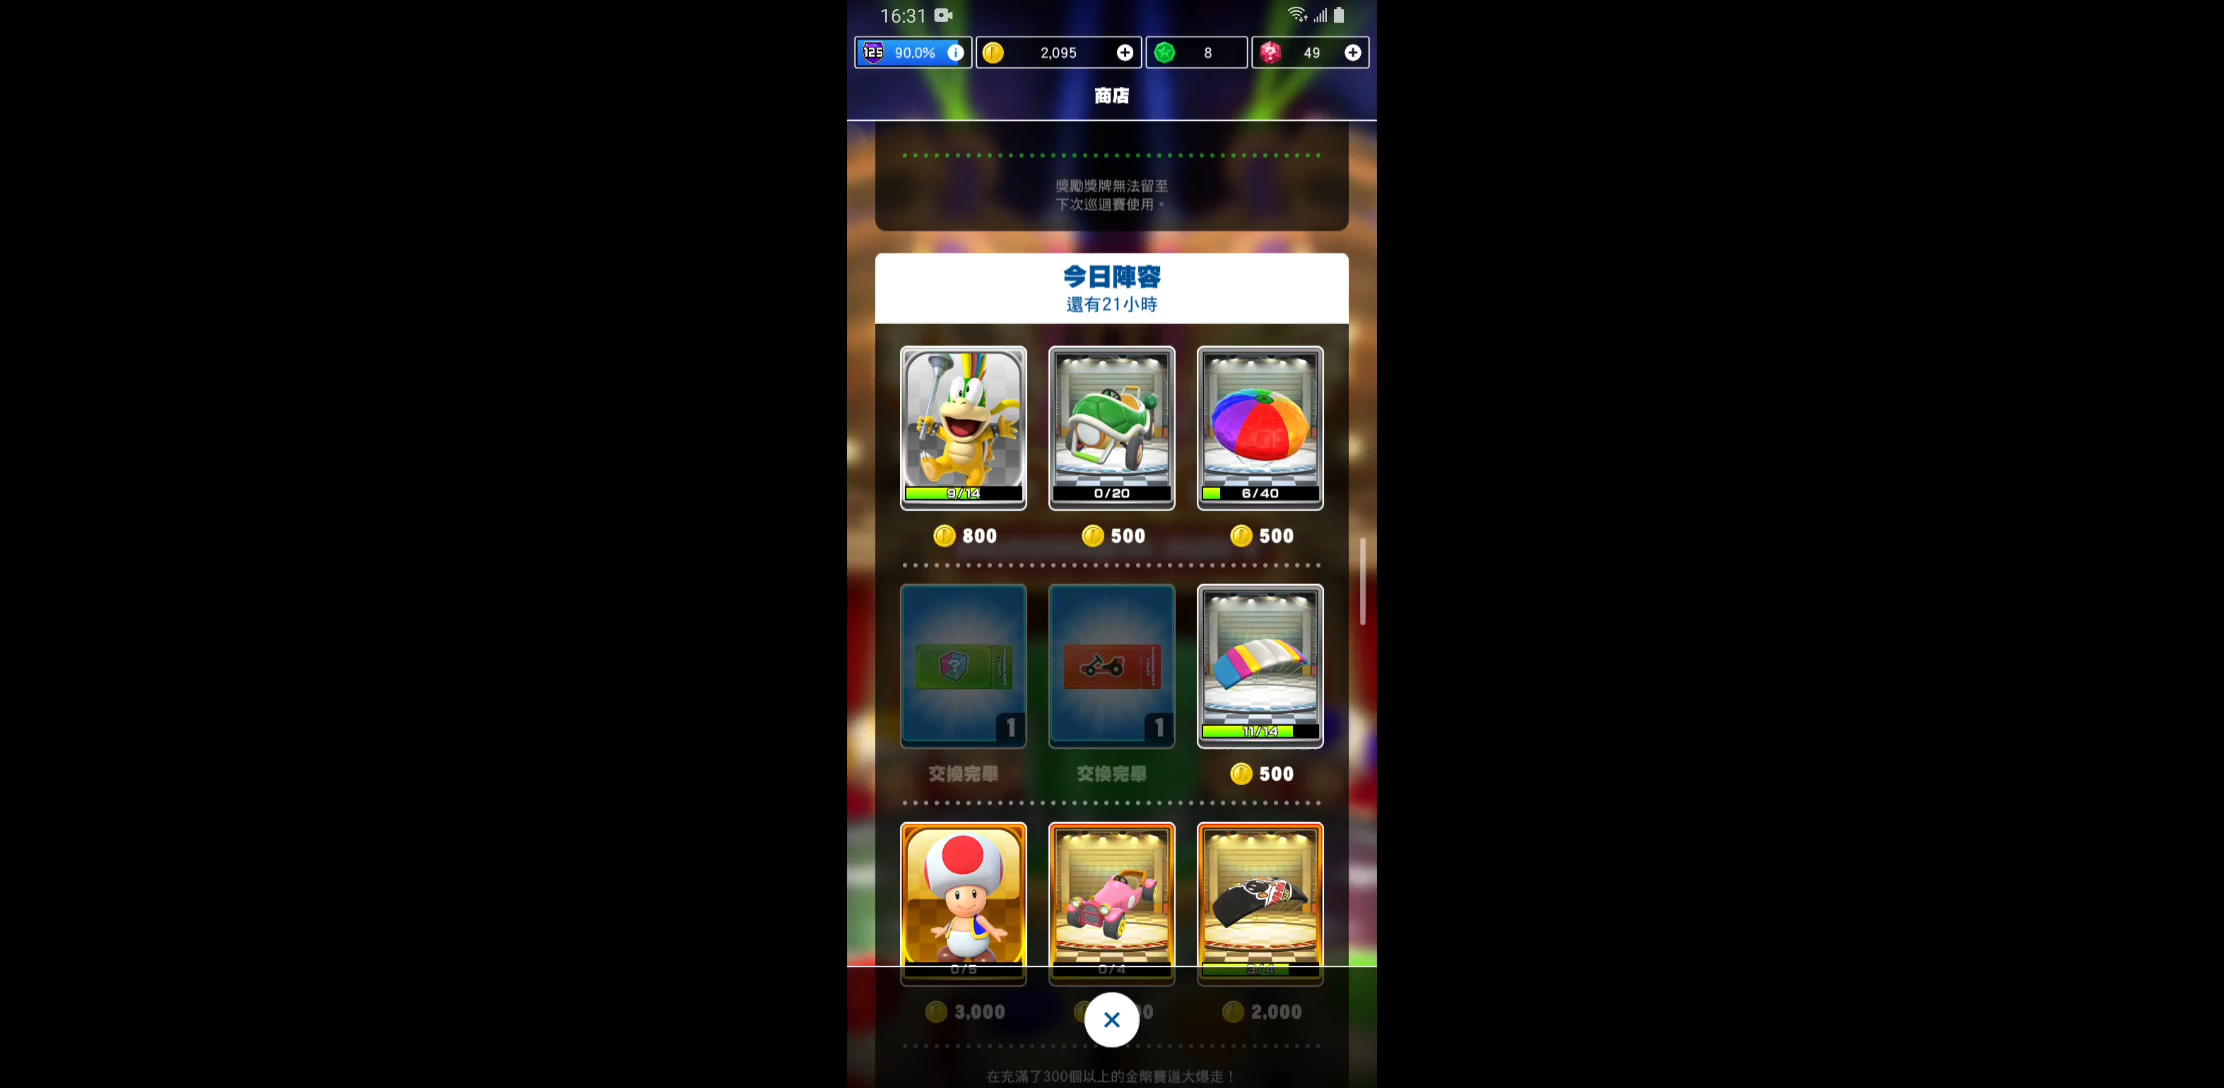 16:31
125 90.0% i 2,095 8 49
商店
獎勵獎牌無法留至
下次巡迴賽使用。
今日陣容
還有21小時
9/14 0/20 6/40
800 500 500
1 1 11/14
交換完畢 交換完畢 500
0/5 0/4 3/4
3,000 2,000
在充滿了300個以上的金幣賽道大爆走！